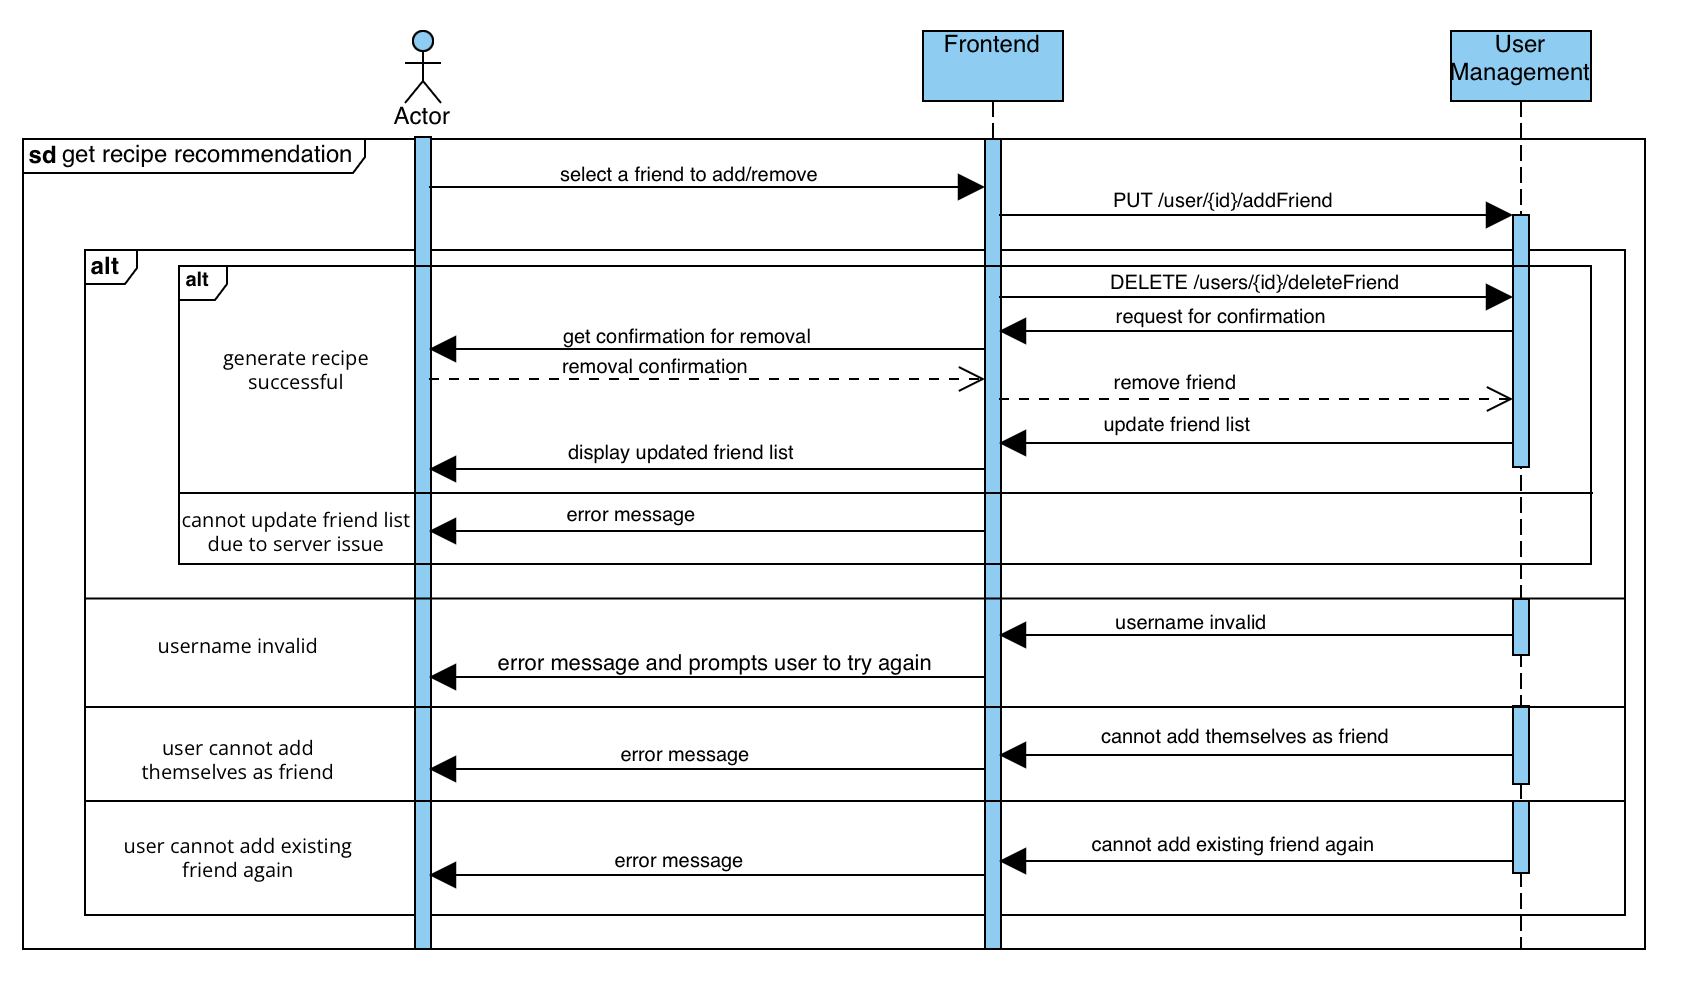 Actor
Frontend
User
Management
sd get recipe recommendation
select a friend to add/remove
PUT /user/{id}/addFriend
alt
alt
DELETE /users/{id}/deleteFriend
request for confirmation
get confirmation for removal
generate recipe
successful
removal confirmation
remove friend
update friend list
display updated friend list
cannot update friend list
due to server issue
error message
username invalid
username invalid
error message and prompts user to try again
user cannot add
themselves as friend
cannot add themselves as friend
error message
user cannot add existing
friend again
cannot add existing friend again
error message